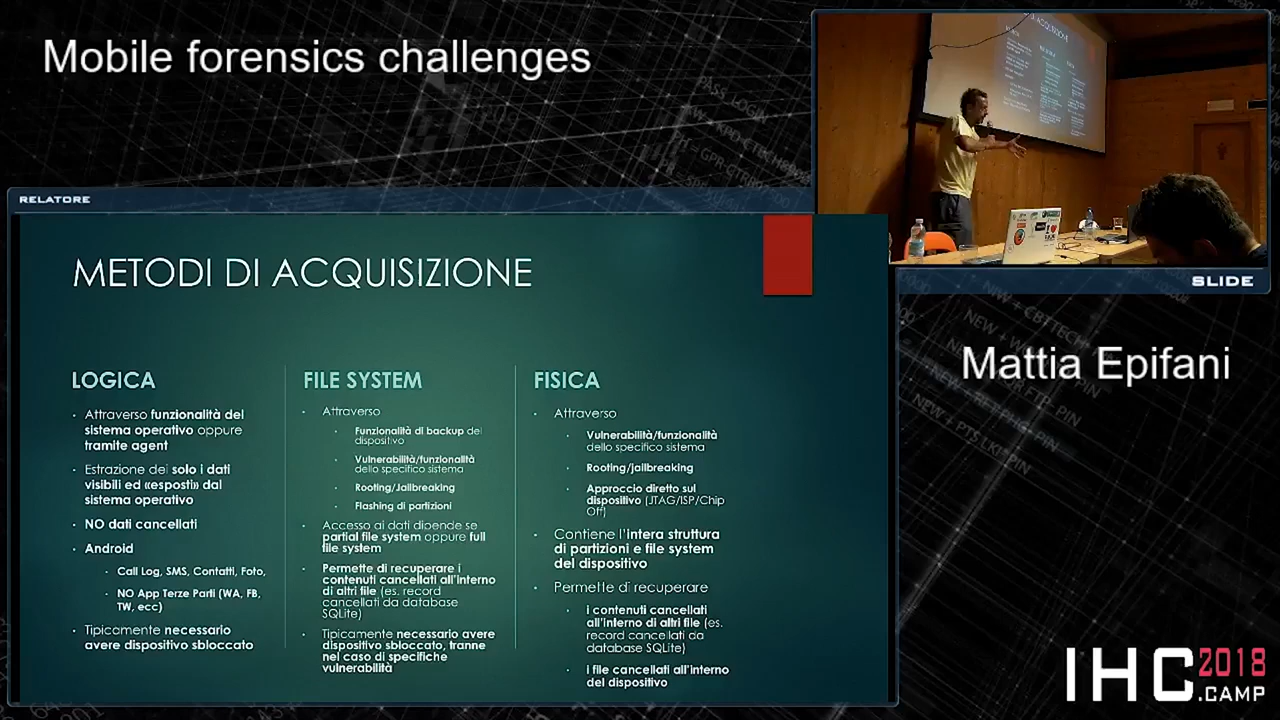 Mobile forensics challenges
RELATORE
METODI DI ACQUISIZIONE
LOGICA
· Attraverso funzionalità del
sistema operativo oppure
tramite agent
· Estrazione dei solo i dati
visibili ed «esposti» dal
sistema operativo
· NO dati cancellati
· Android
· Call Log, SMS, Contatti, Foto,
· NO App Terze Parti (WA, FB,
TW, ecc)
· Tipicamente necessario
avere dispositivo sbloccato
FILE SYSTEM
· Attraverso
· Funzionalità di backup del
dispositivo
· Vulnerabilità/funzionalità
dello specifico sistema
· Rooting/Jailbreaking
· Flashing di partizioni
· Accesso ai dati dipende se
partial file system oppure full
file system
· Permette di recuperare i
contenuti cancellati all'interno
di altri file (es. record
cancellati da database
SQLite)
· Tipicamente necessario avere
dispositivo sbloccato, tranne
nel caso di specifiche
vulnerabilità
FISICA
· Attraverso
· Vulnerabilità/funzionalità
dello specifico sistema
· Rooting/jailbreaking
· Approccio diretto sul
dispositivo (JTAG/ISP/Chip
Off)
· Contiene l'intera struttura
di partizioni e file system
del dispositivo
· Permette di recuperare
· i contenuti cancellati
all'interno di altri file (es.
record cancellati da
database SQLite)
· i file cancellati all'interno
del dispositivo
SLIDE
Mattia Epifani
IHC 2018
.CAMP